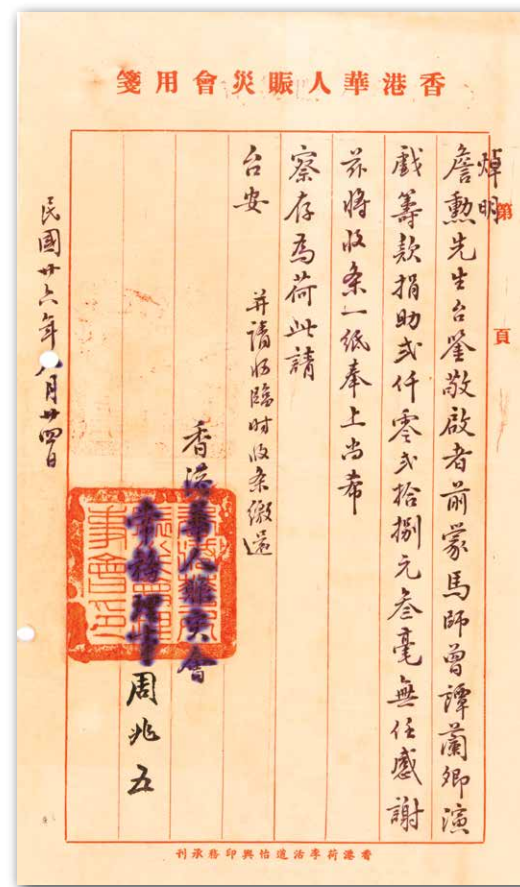 香港華人賑災會用箋
第 頁
焯明
詹勲先生台鑒敬啟者前蒙馬師曾譚蘭卿演
戲籌款捐助弍仟零弍拾捌元叁毫無任感謝
茲將收条一紙奉上尚希
察存為荷此請
台安
并請將臨時收条繳還
香港華人賑災會
常務理事
周兆五
民國廿六年八月廿四日
香港荷李活道怡興印務承刊